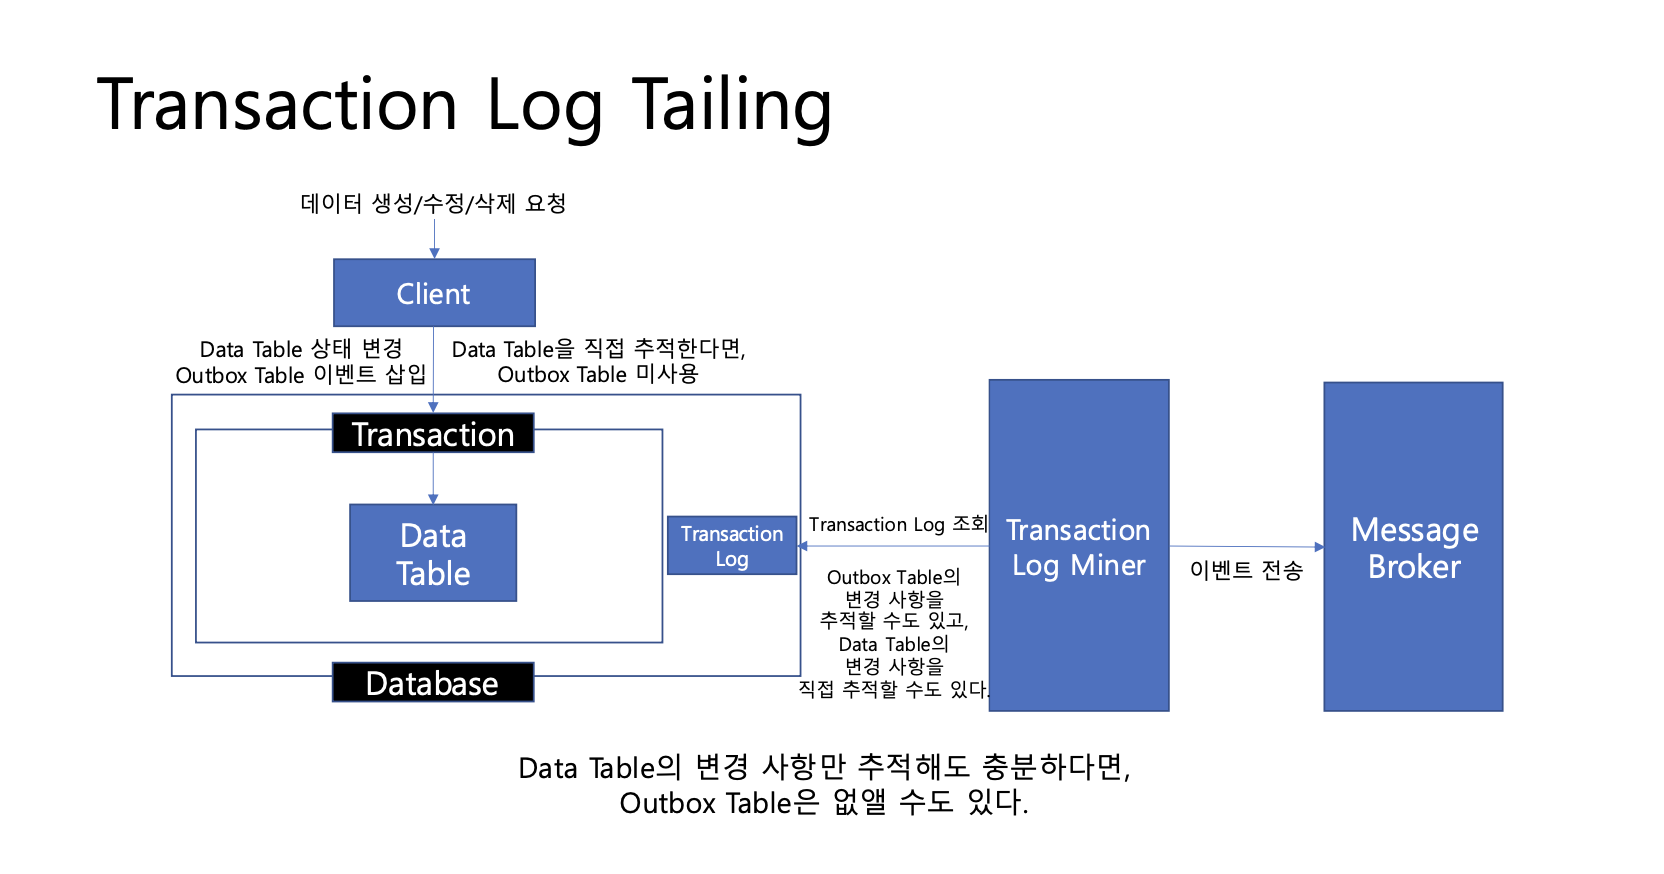 Transaction Log Tailing
데이터 생성/수정/삭제 요청
Client
Data Table 상태 변경
Outbox Table 이벤트 삽입
Data Table을 직접 추적한다면,
Outbox Table 미사용
Transaction
Data
Table
Database
Transaction
Log
Transaction Log 조회
Outbox Table의
변경 사항을
추적할 수도 있고,
Data Table의
변경 사항을
직접 추적할 수도 있다.
Transaction
Log Miner
이벤트 전송
Message
Broker
Data Table의 변경 사항만 추적해도 충분하다면,
Outbox Table은 없앨 수도 있다.